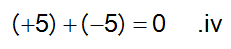 (+5) + (−5) = 0 .iv